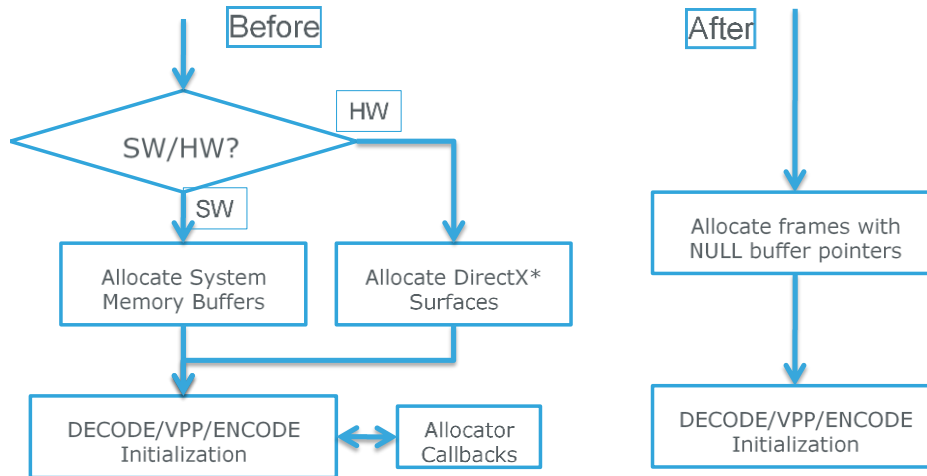 Before
HW
SW/HW?
SW
Allocate System
Memory Buffers
Allocate DirectX*
Surfaces
DECODE/VPP/ENCODE
Initialization
Allocator
Callbacks
After
Allocate frames with
NULL buffer pointers
DECODE/VPP/ENCODE
Initialization